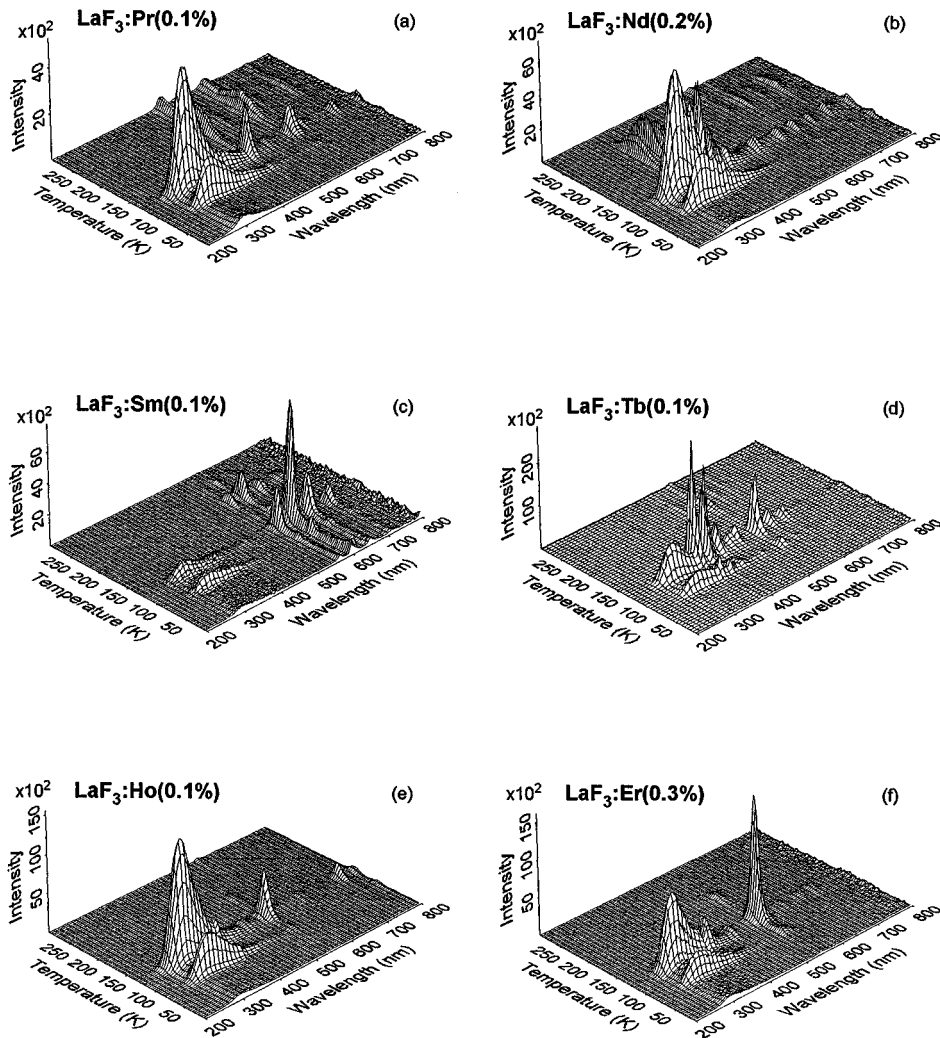 LaF3:Pr(0.1%) (a)
x10²
Intensity
20 40
Temperature (K)
250 200 150 100 50
Wavelength (nm)
200 300 400 500 600 700 800
LaF3:Nd(0.2%) (b)
x10²
Intensity
20 40 60
Temperature (K)
250 200 150 100 50
Wavelength (nm)
200 300 400 500 600 700 800
LaF3:Sm(0.1%) (c)
x10²
Intensity
20 40 60
Temperature (K)
250 200 150 100 50
Wavelength (nm)
200 300 400 500 600 700 800
LaF3:Tb(0.1%) (d)
x10²
Intensity
100 200
Temperature (K)
250 200 150 100 50
Wavelength (nm)
200 300 400 500 600 700 800
LaF3:Ho(0.1%) (e)
x10²
Intensity
50 100 150
Temperature (K)
250 200 150 100 50
Wavelength (nm)
200 300 400 500 600 700 800
LaF3:Er(0.3%) (f)
x10²
Intensity
50 100 150
Temperature (K)
250 200 150 100 50
Wavelength (nm)
200 300 400 500 600 700 800